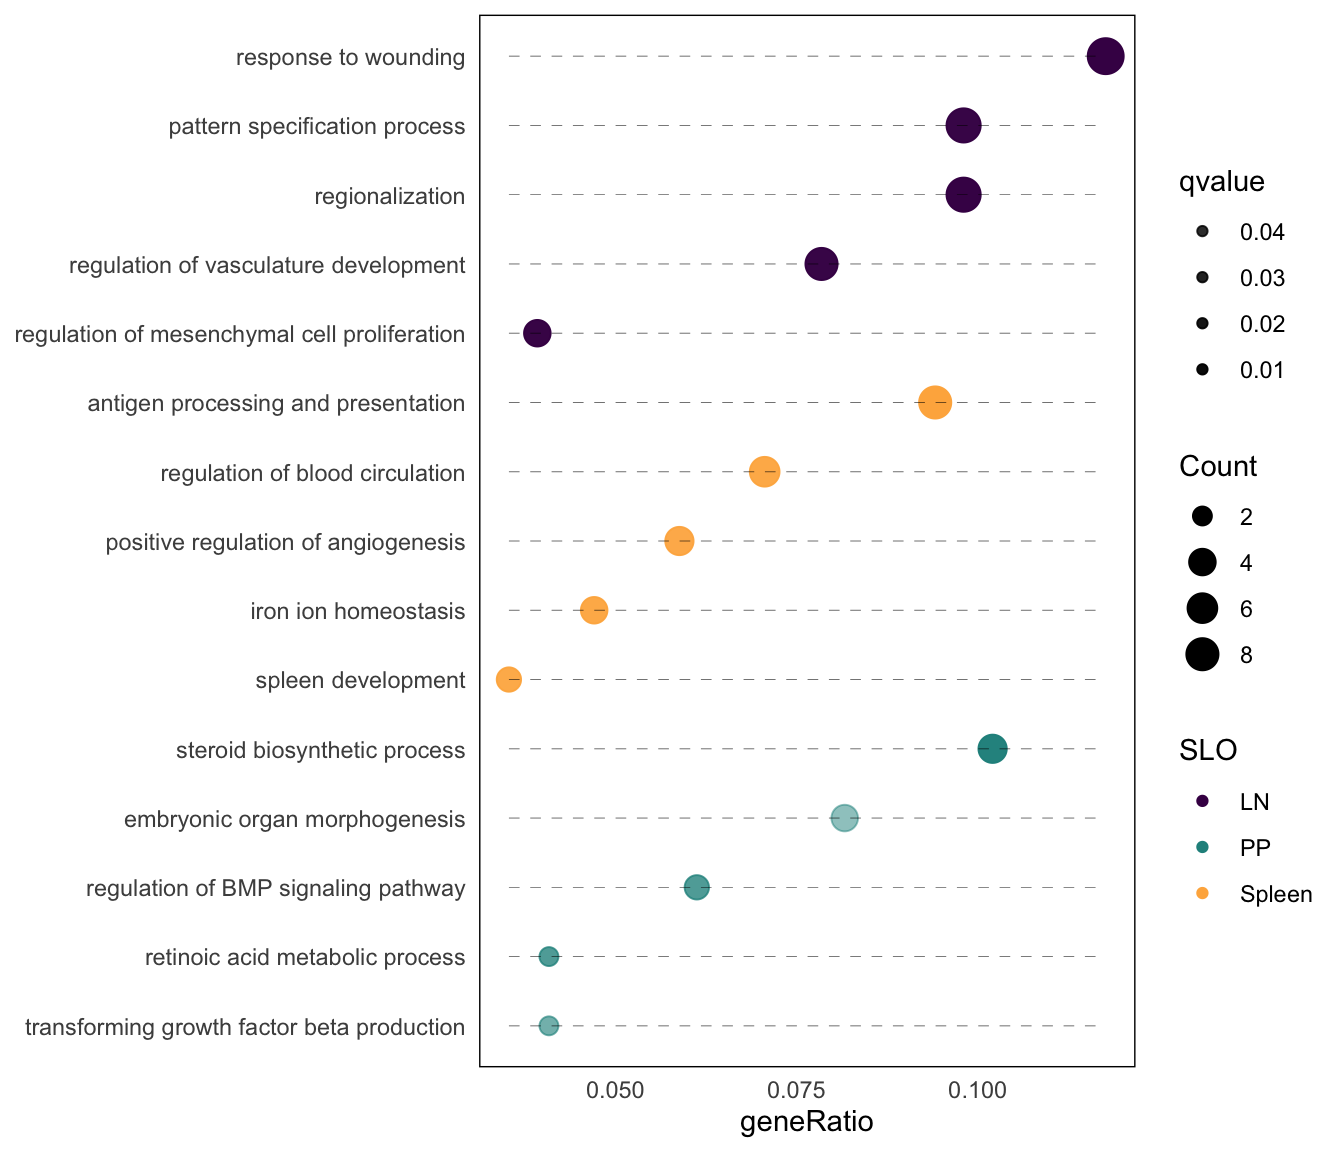 response to wounding
pattern specification process
regionalization
regulation of vasculature development
regulation of mesenchymal cell proliferation
antigen processing and presentation
regulation of blood circulation
positive regulation of angiogenesis
iron ion homeostasis
spleen development
steroid biosynthetic process
embryonic organ morphogenesis
regulation of BMP signaling pathway
retinoic acid metabolic process
transforming growth factor beta production
0.050 0.075 0.100
geneRatio
qvalue
0.04
0.03
0.02
0.01
Count
2
4
6
8
SLO
LN
PP
Spleen